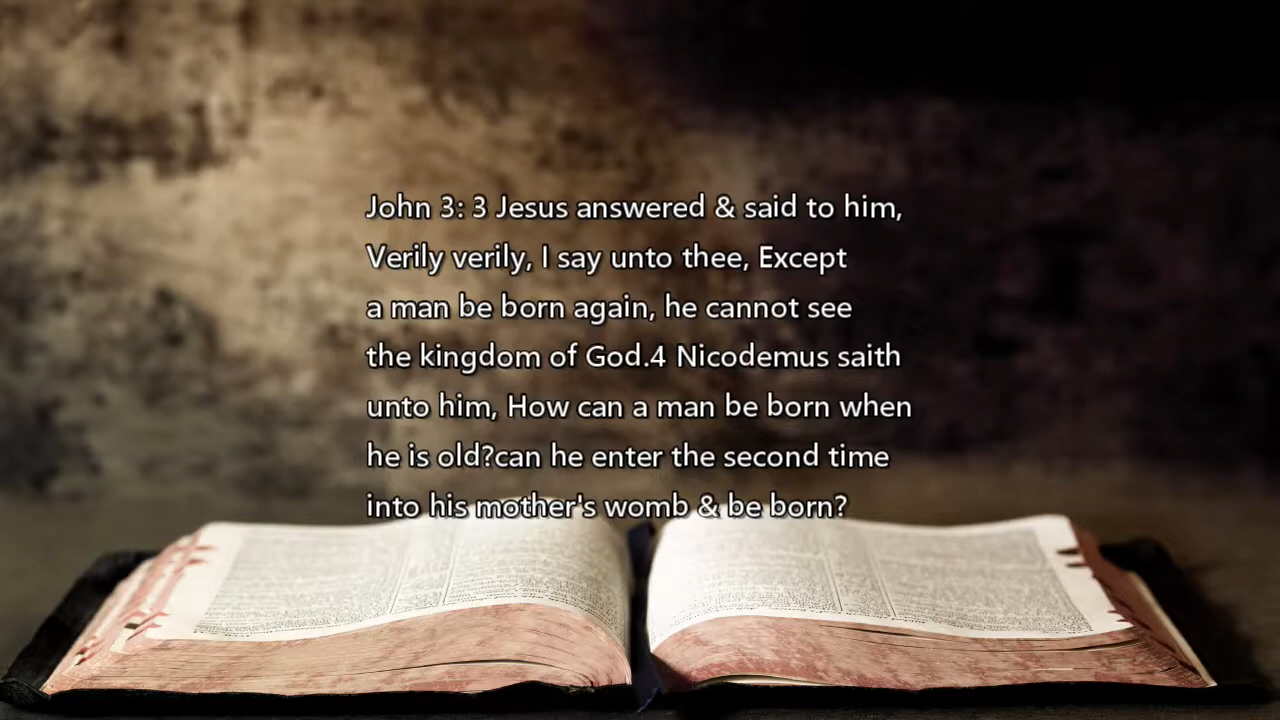 John 3: 3 Jesus answered & said to him,
Verily verily, I say unto thee, Except
a man be born again, he cannot see
the kingdom of God.4 Nicodemus saith
unto him, How can a man be born when
he is old?can he enter the second time
into his mother's womb & be born?